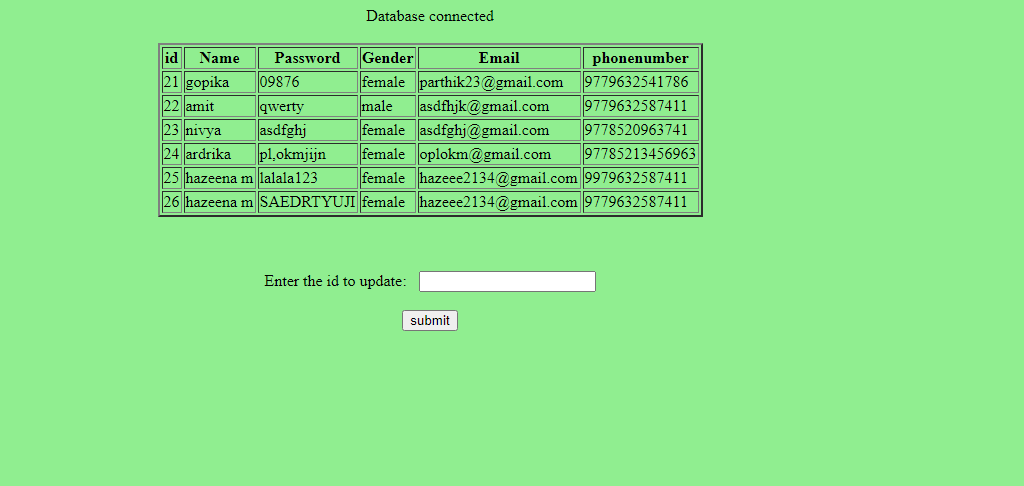 Database connected
id Name Password Gender Email phonenumber
21 gopika 09876 female parthik23@gmail.com 9779632541786
22 amit qwerty male asdfhjk@gmail.com 9779632587411
23 nivya asdfghj female asdfghj@gmail.com 9778520963741
24 ardrika pl,okmjijn female oplokm@gmail.com 97785213456963
25 hazeena m lalala123 female hazeee2134@gmail.com 9979632587411
26 hazeena m SAEDRTYUJI female hazeee2134@gmail.com 9779632587411
Enter the id to update:
submit